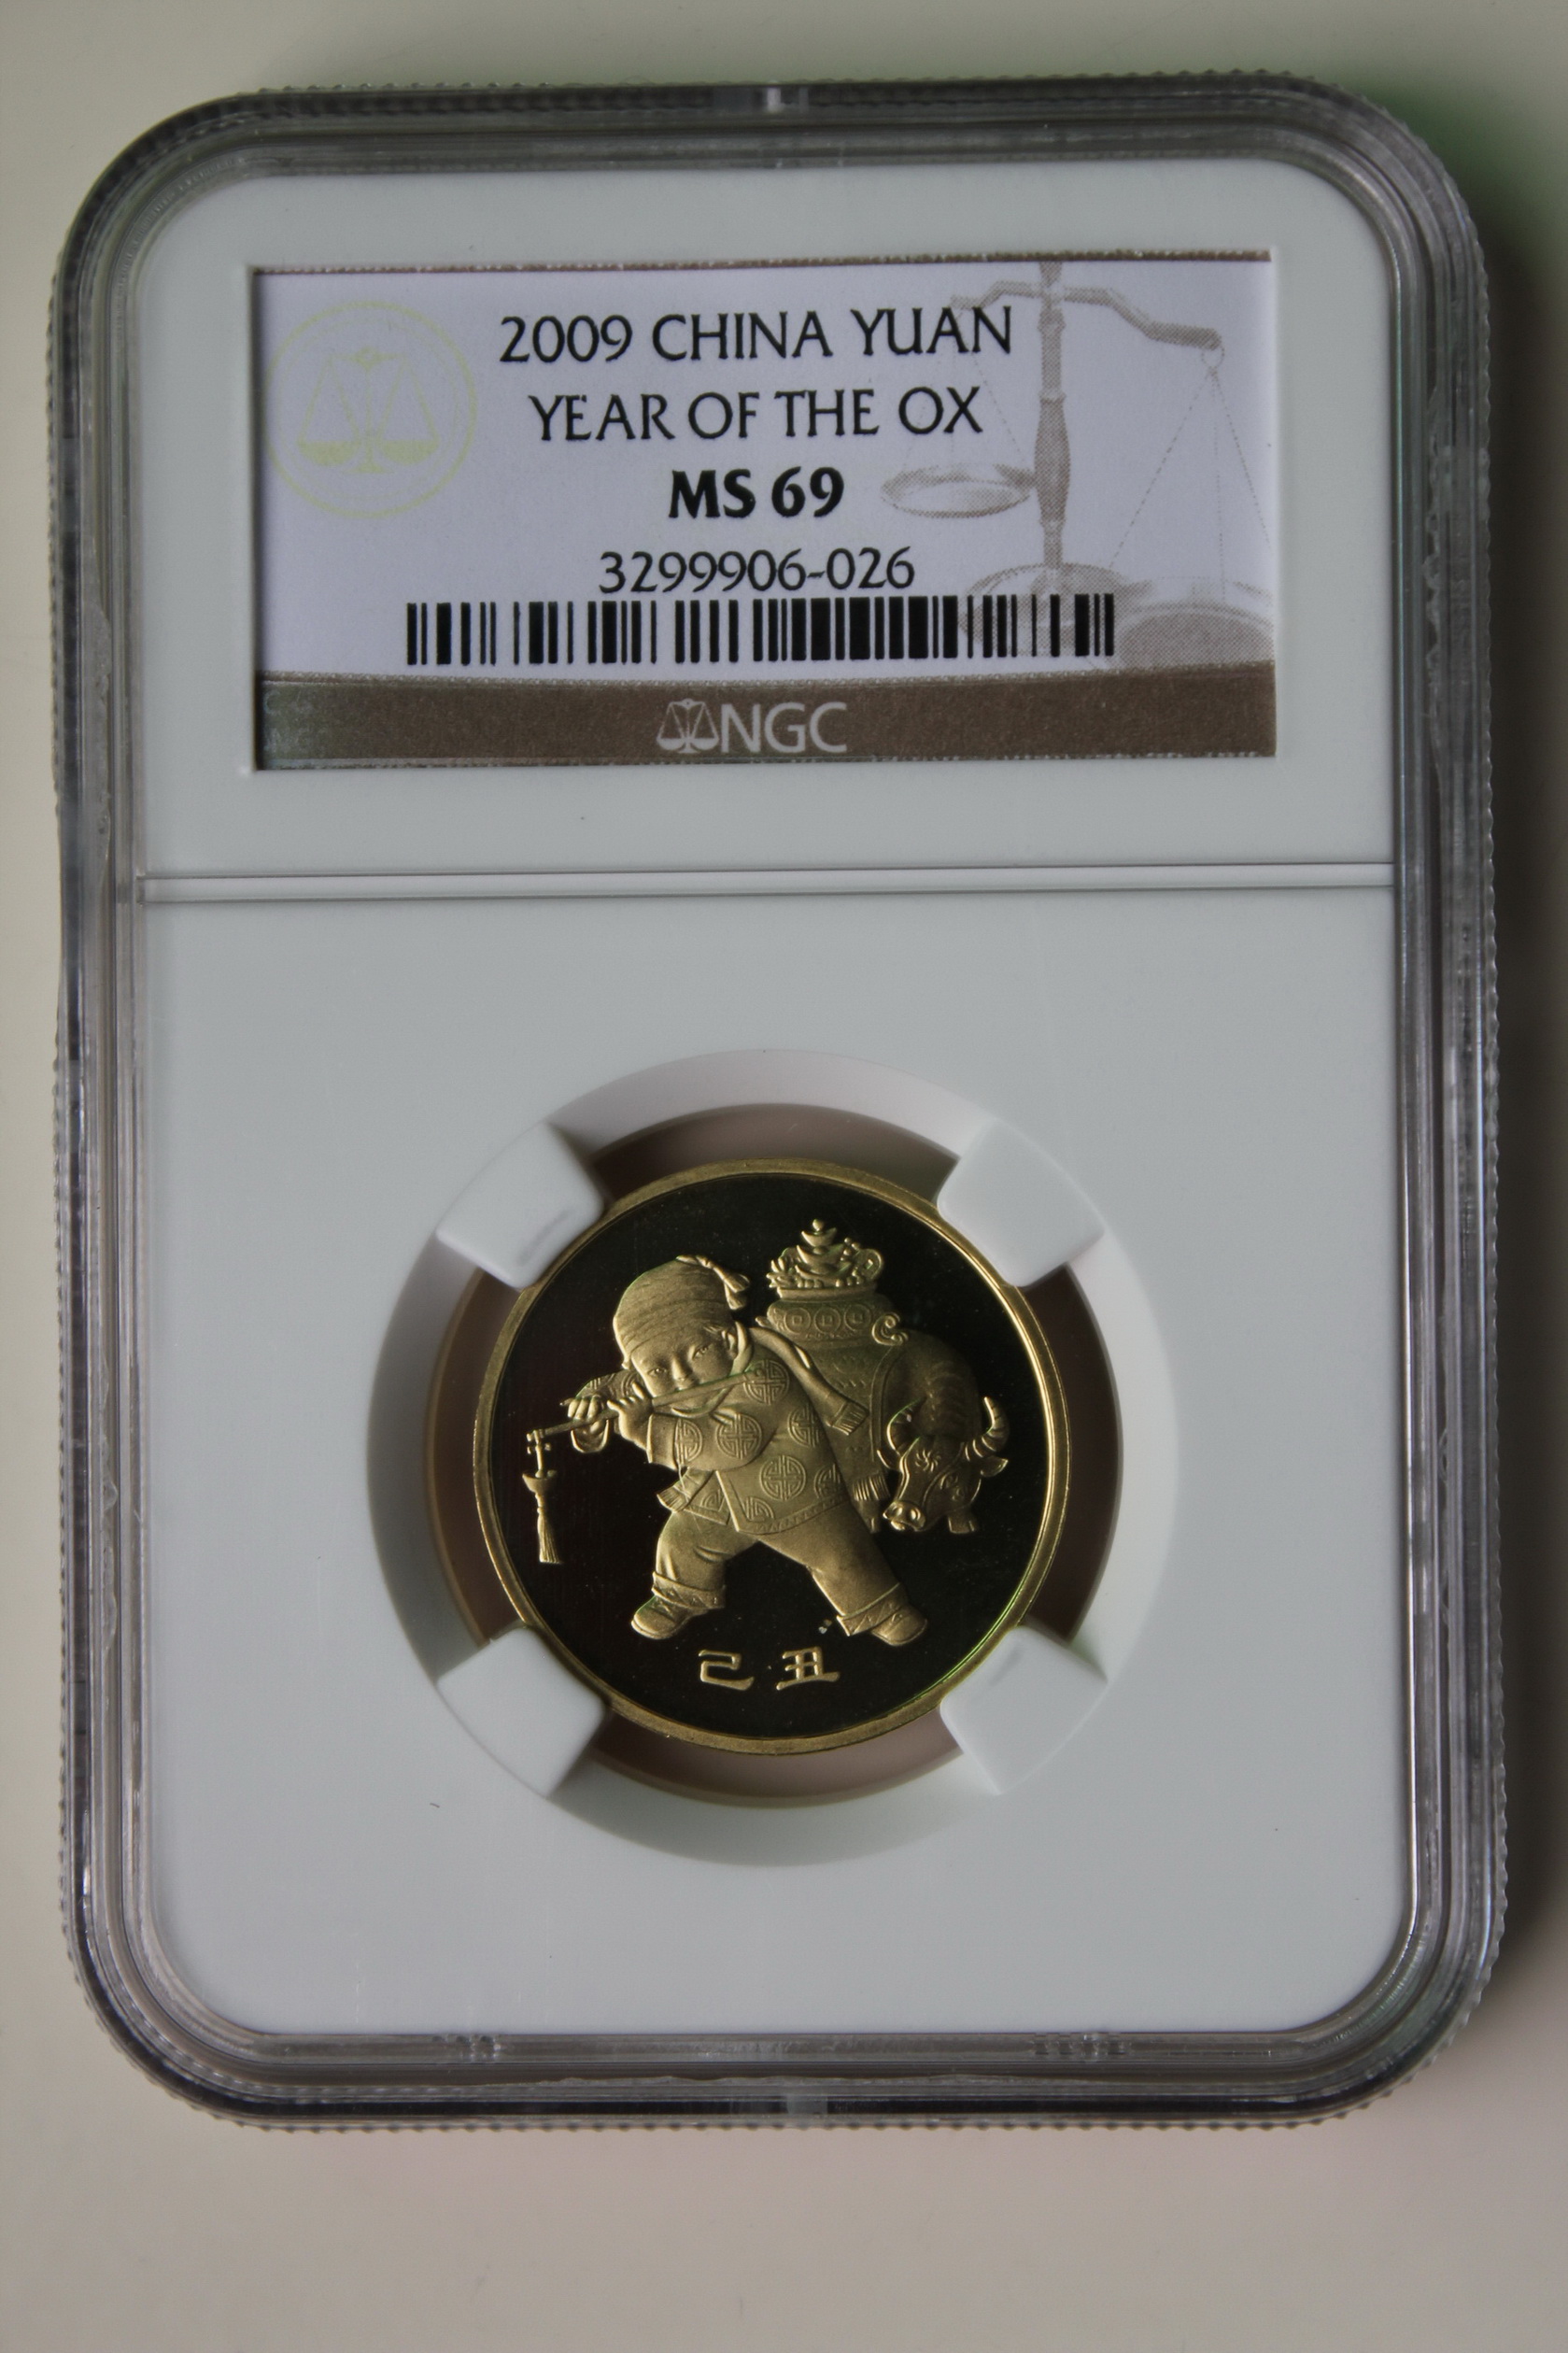 2009 CHINA YUAN
YEAR OF THE OX
MS 69
3299906-026
NGC
己丑